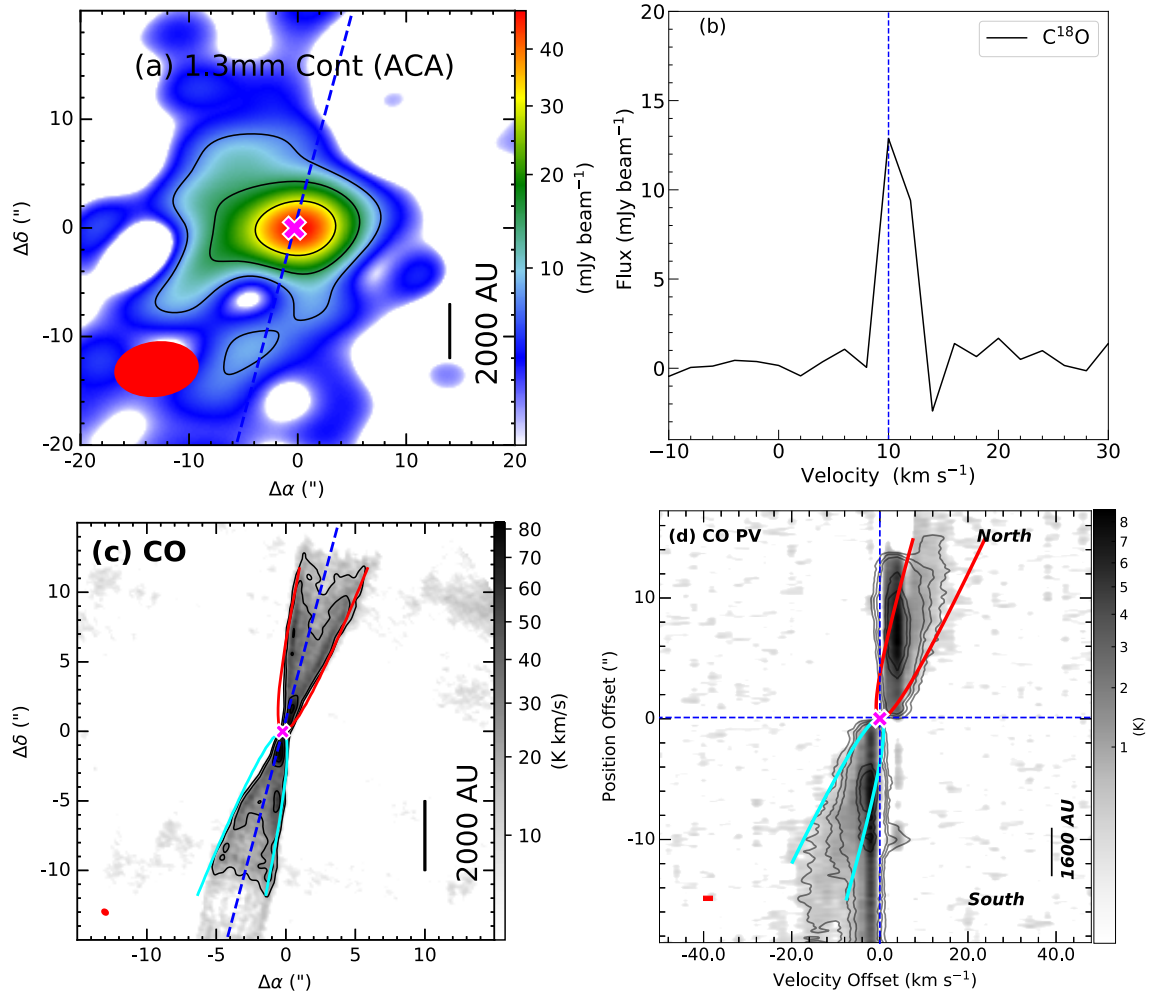 (a) 1.3mm Cont (ACA)
10
0
-10
-20
-20
-10
0
10
20
Δδ (")
Δα (")
2000 AU
40
30
20
10
(mJy beam⁻¹)
(b)
C¹⁸O
20
15
10
5
0
−10
0
10
20
30
Flux (mJy beam⁻¹)
Velocity (km s⁻¹)
(c) CO
10
5
0
-5
-10
-10
-5
0
5
10
Δδ (")
Δα (")
2000 AU
80
70
60
50
40
30
20
10
(K km/s)
(d) CO PV
North
South
10
0
-10
-40.0
-20.0
0.0
20.0
40.0
Position Offset (")
Velocity Offset (km s⁻¹)
1600 AU
8
7
6
5
4
3
2
1
(K)